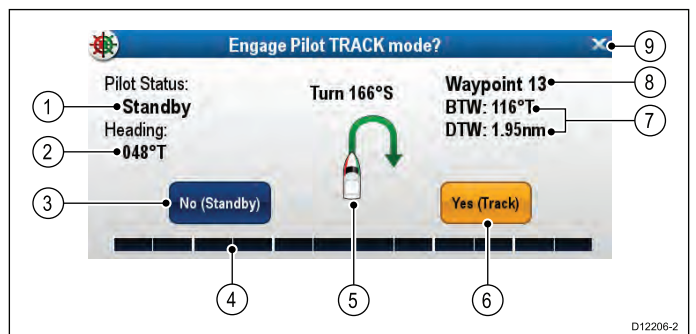 Engage Pilot TRACK mode?
9
Pilot Status:
Standby
1
Heading:
048°T
2
Turn 166°S
Waypoint 13
8
BTW: 116°T
DTW: 1.95nm
7
3
No (Standby)
Yes (Track)
4
5
6
D12206-2